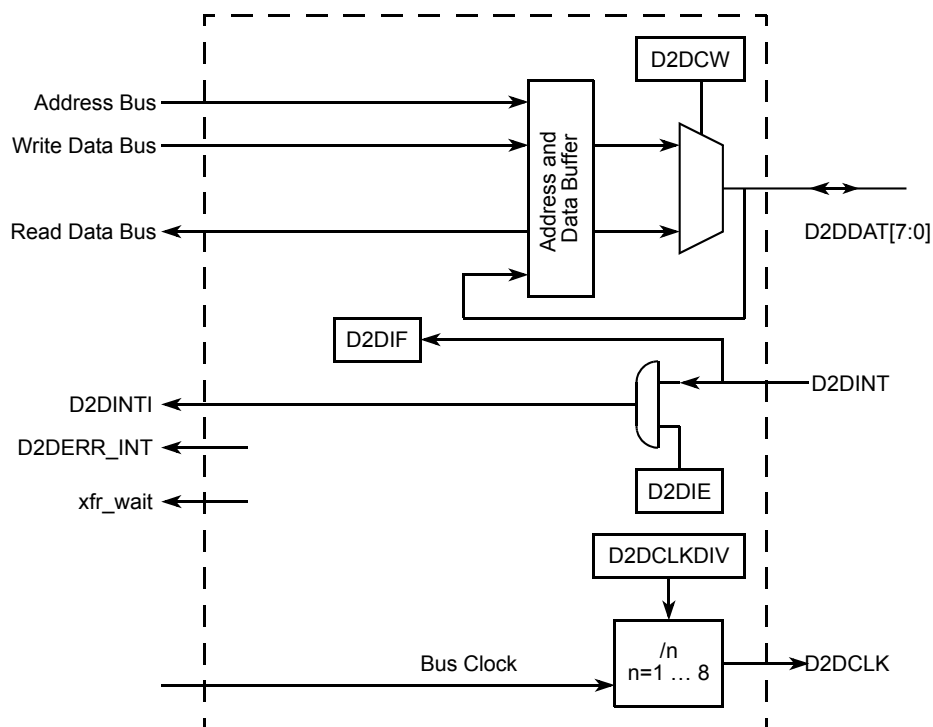 D2DCW
Address Bus
Write Data Bus
Address and
Data Buffer
Read Data Bus
D2DDAT[7:0]
D2DIF
D2DINT
D2DINTI
D2DERR_INT
D2DIE
xfr_wait
D2DCLKDIV
/n
n=1 … 8
Bus Clock
D2DCLK